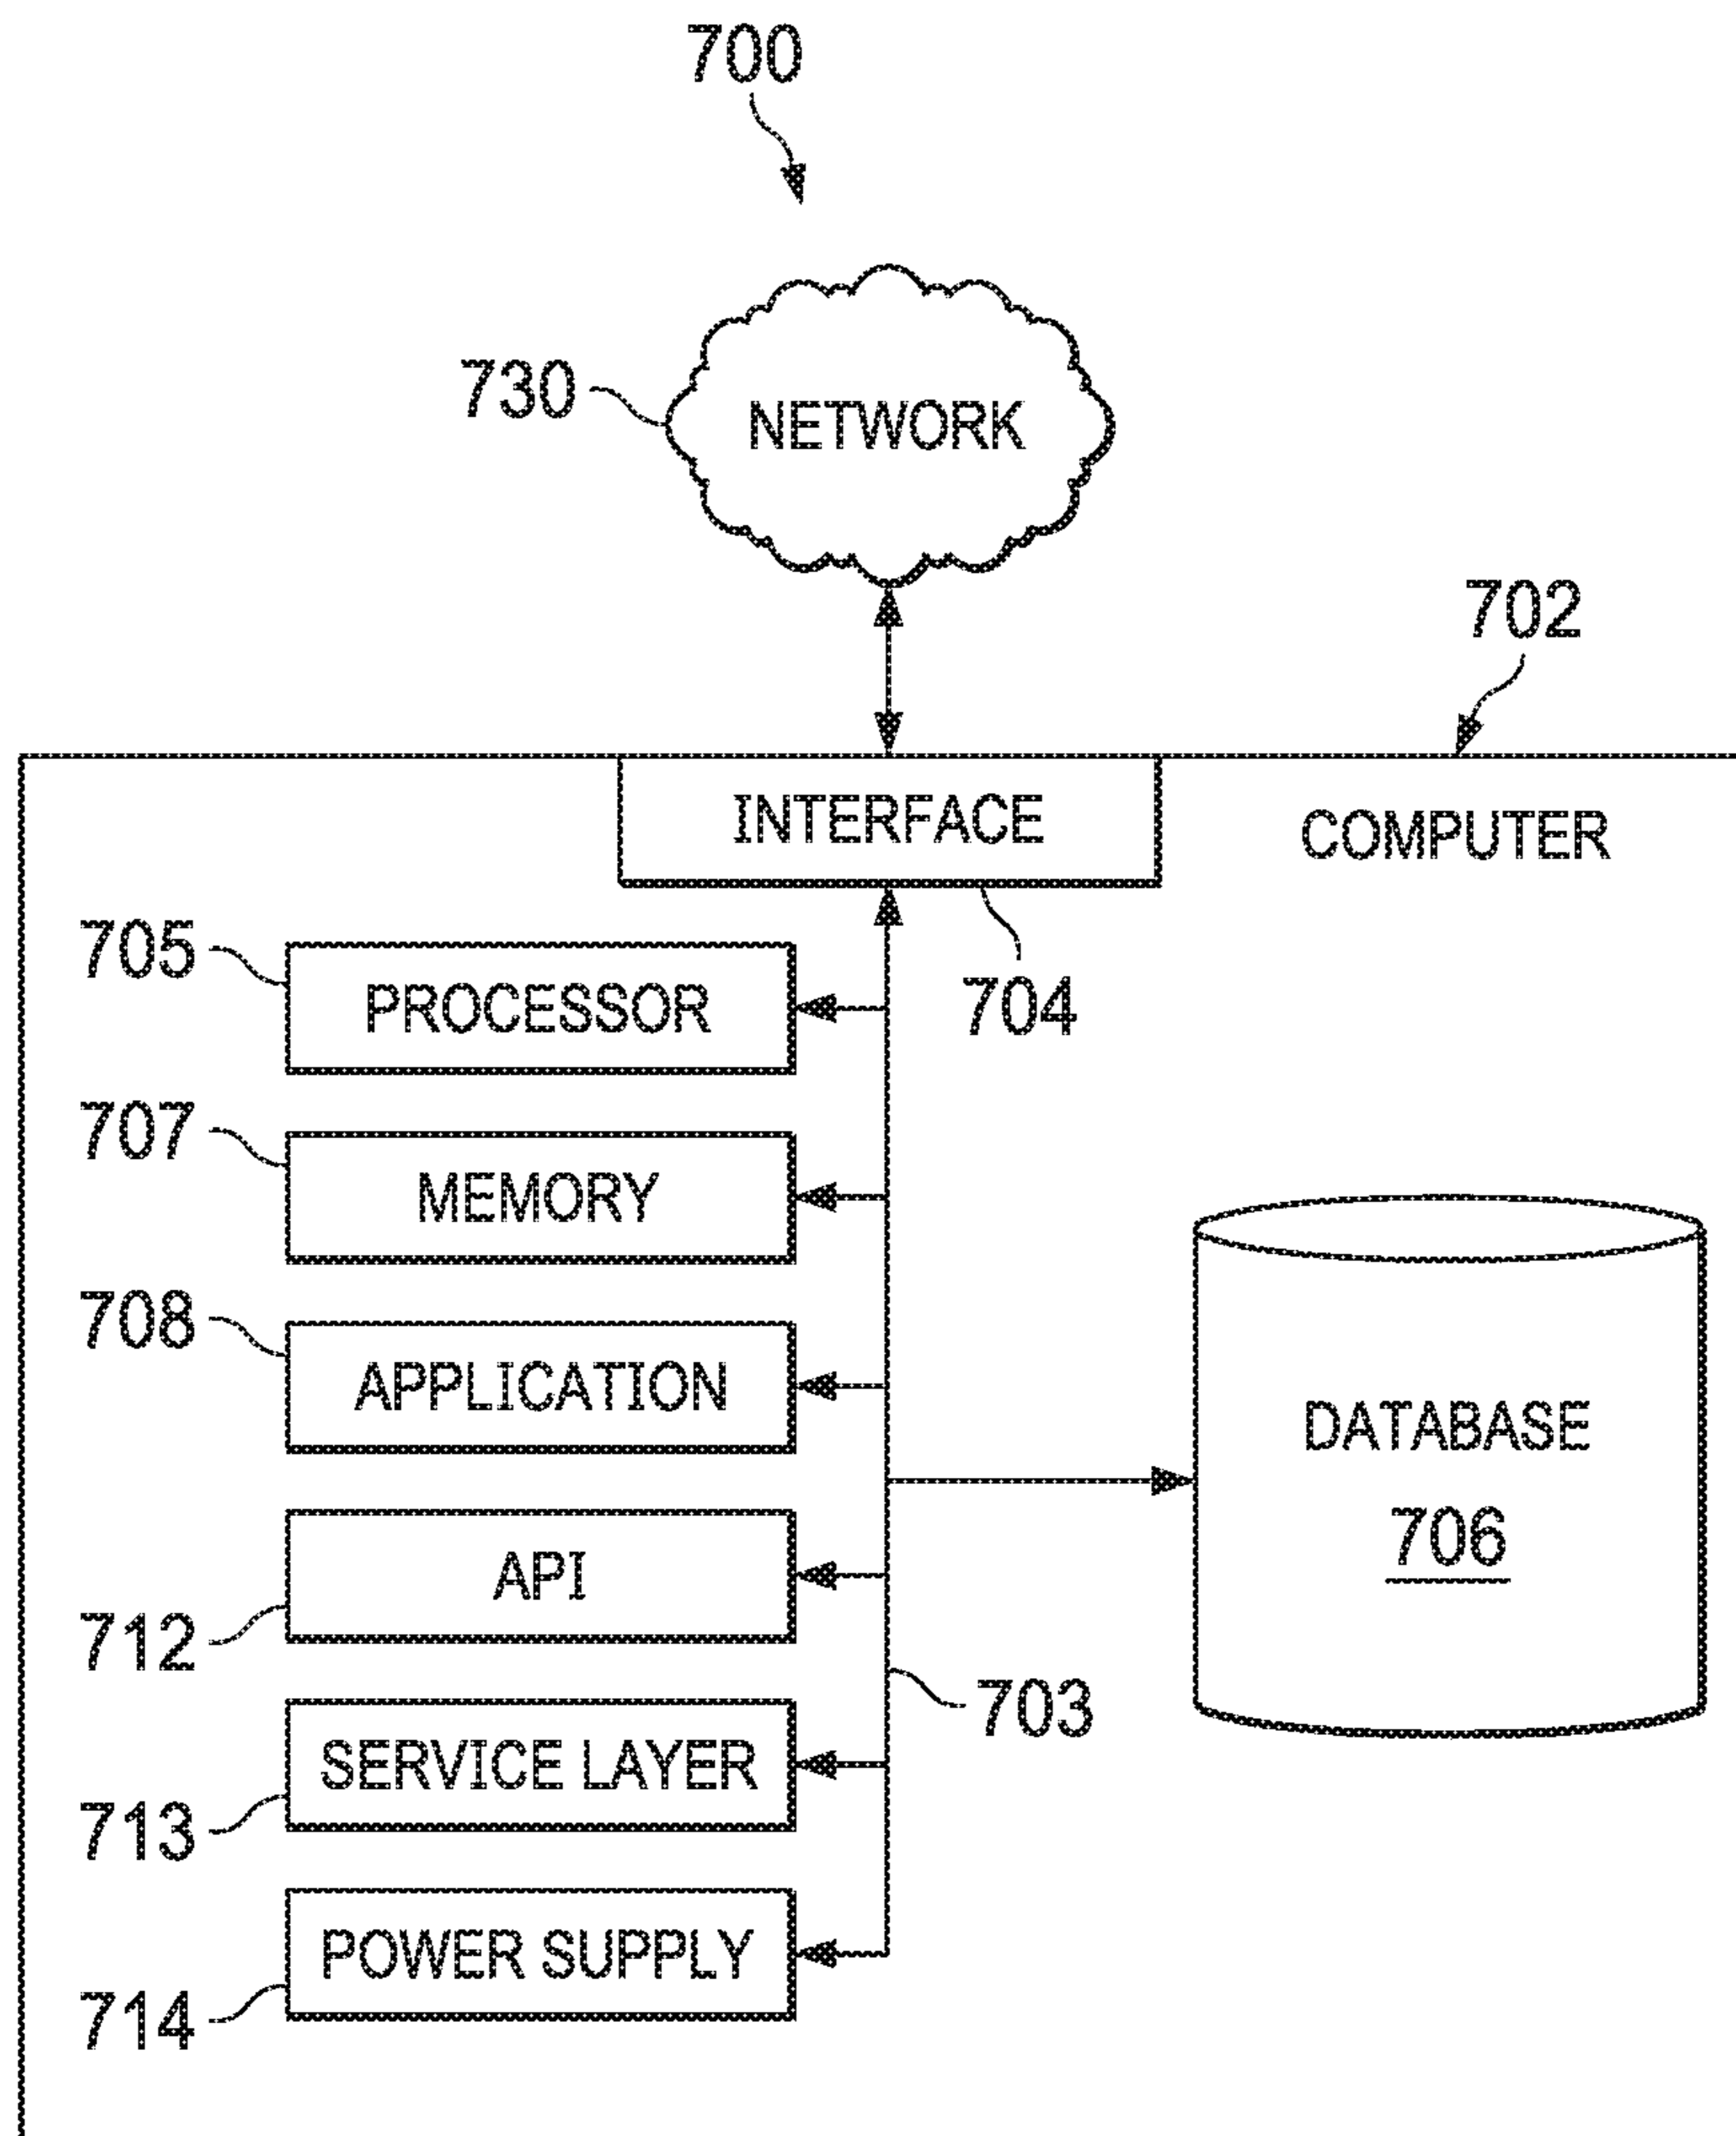 700
730
NETWORK
702
INTERFACE
COMPUTER
705
PROCESSOR
704
707
MEMORY
708
APPLICATION
DATABASE
706
API
712
703
SERVICE LAYER
713
POWER SUPPLY
714